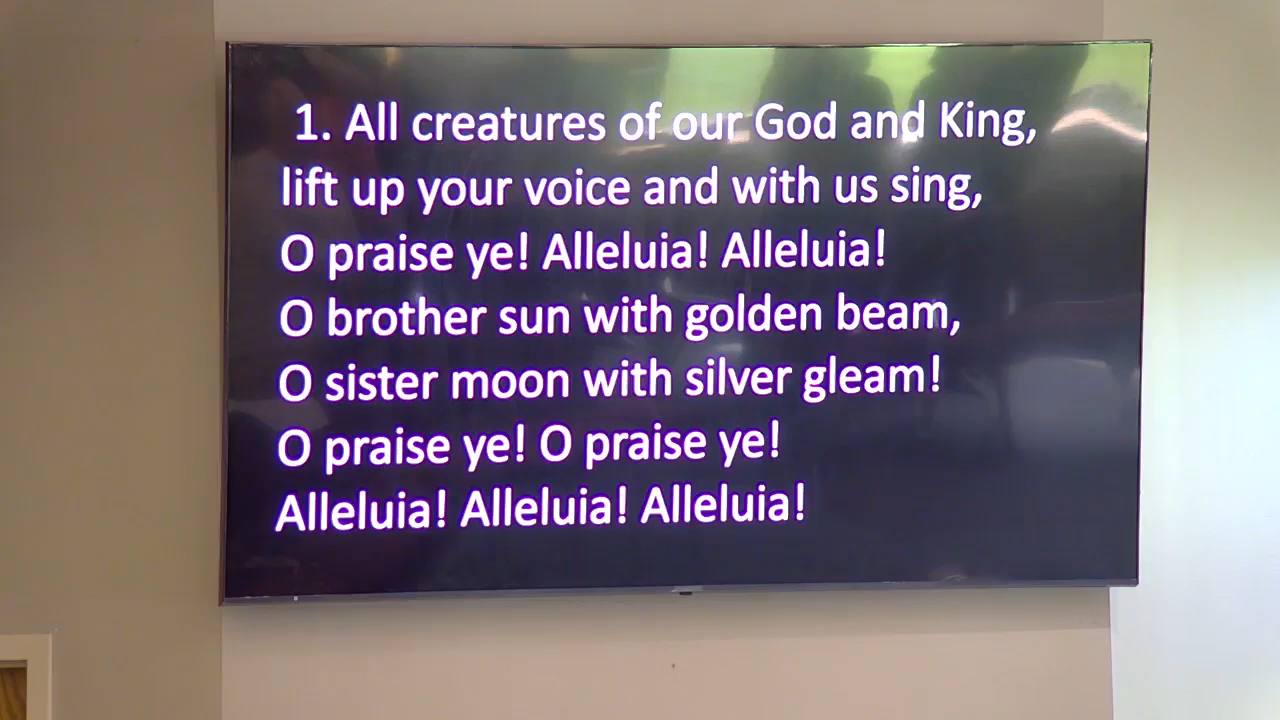 1. All creatures of our God and King,
lift up your voice and with us sing,
O praise ye! Alleluia! Alleluia!
O brother sun with golden beam,
O sister moon with silver gleam!
O praise ye! O praise ye!
Alleluia! Alleluia! Alleluia!